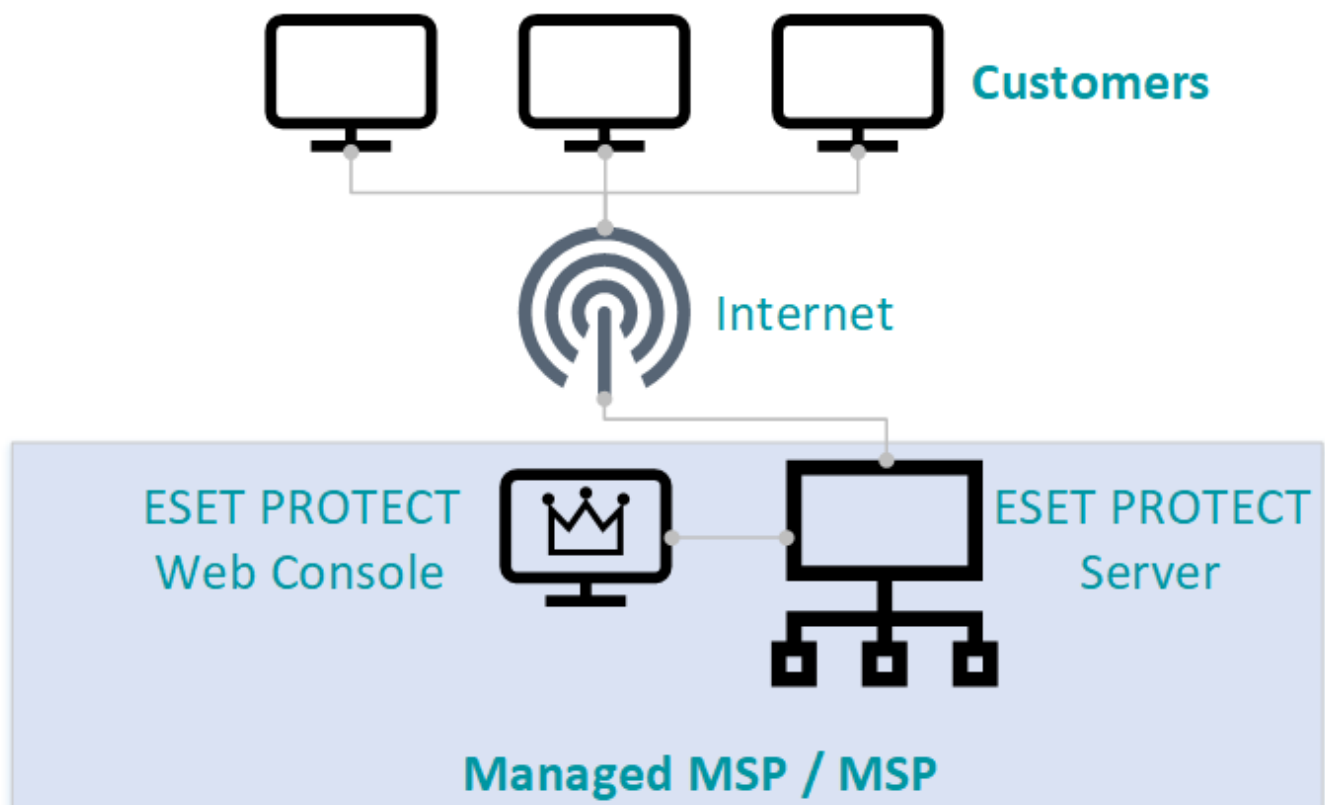 Customers
Internet
ESET PROTECT
Web Console
ESET PROTECT
Server
Managed MSP / MSP